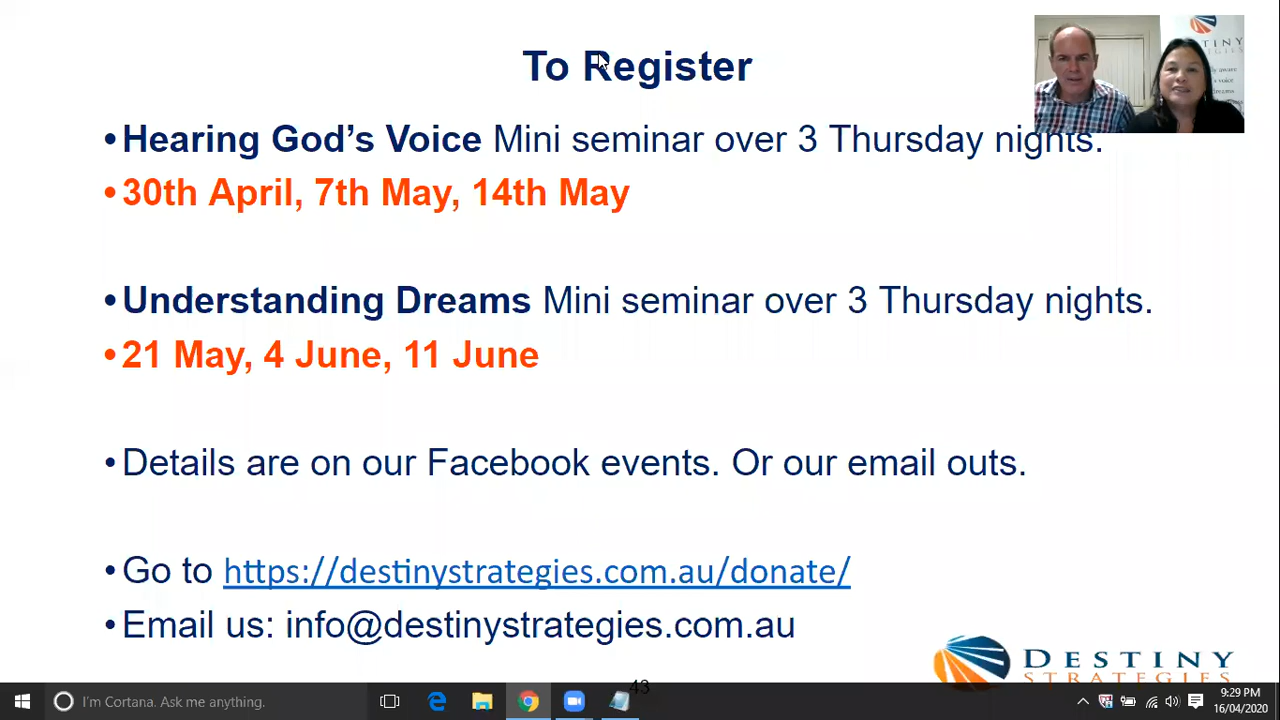 To Register
•Hearing God's Voice Mini seminar over 3 Thursday nights.
•30th April, 7th May, 14th May
•Understanding Dreams Mini seminar over 3 Thursday nights.
•21 May, 4 June, 11 June
•Details are on our Facebook events. Or our email outs.
•Go to https://destinystrategies.com.au/donate/
•Email us: info@destinystrategies.com.au
DESTINY
STRATEGIES
43
I'm Cortana. Ask me anything.
9:29 PM
16/04/2020